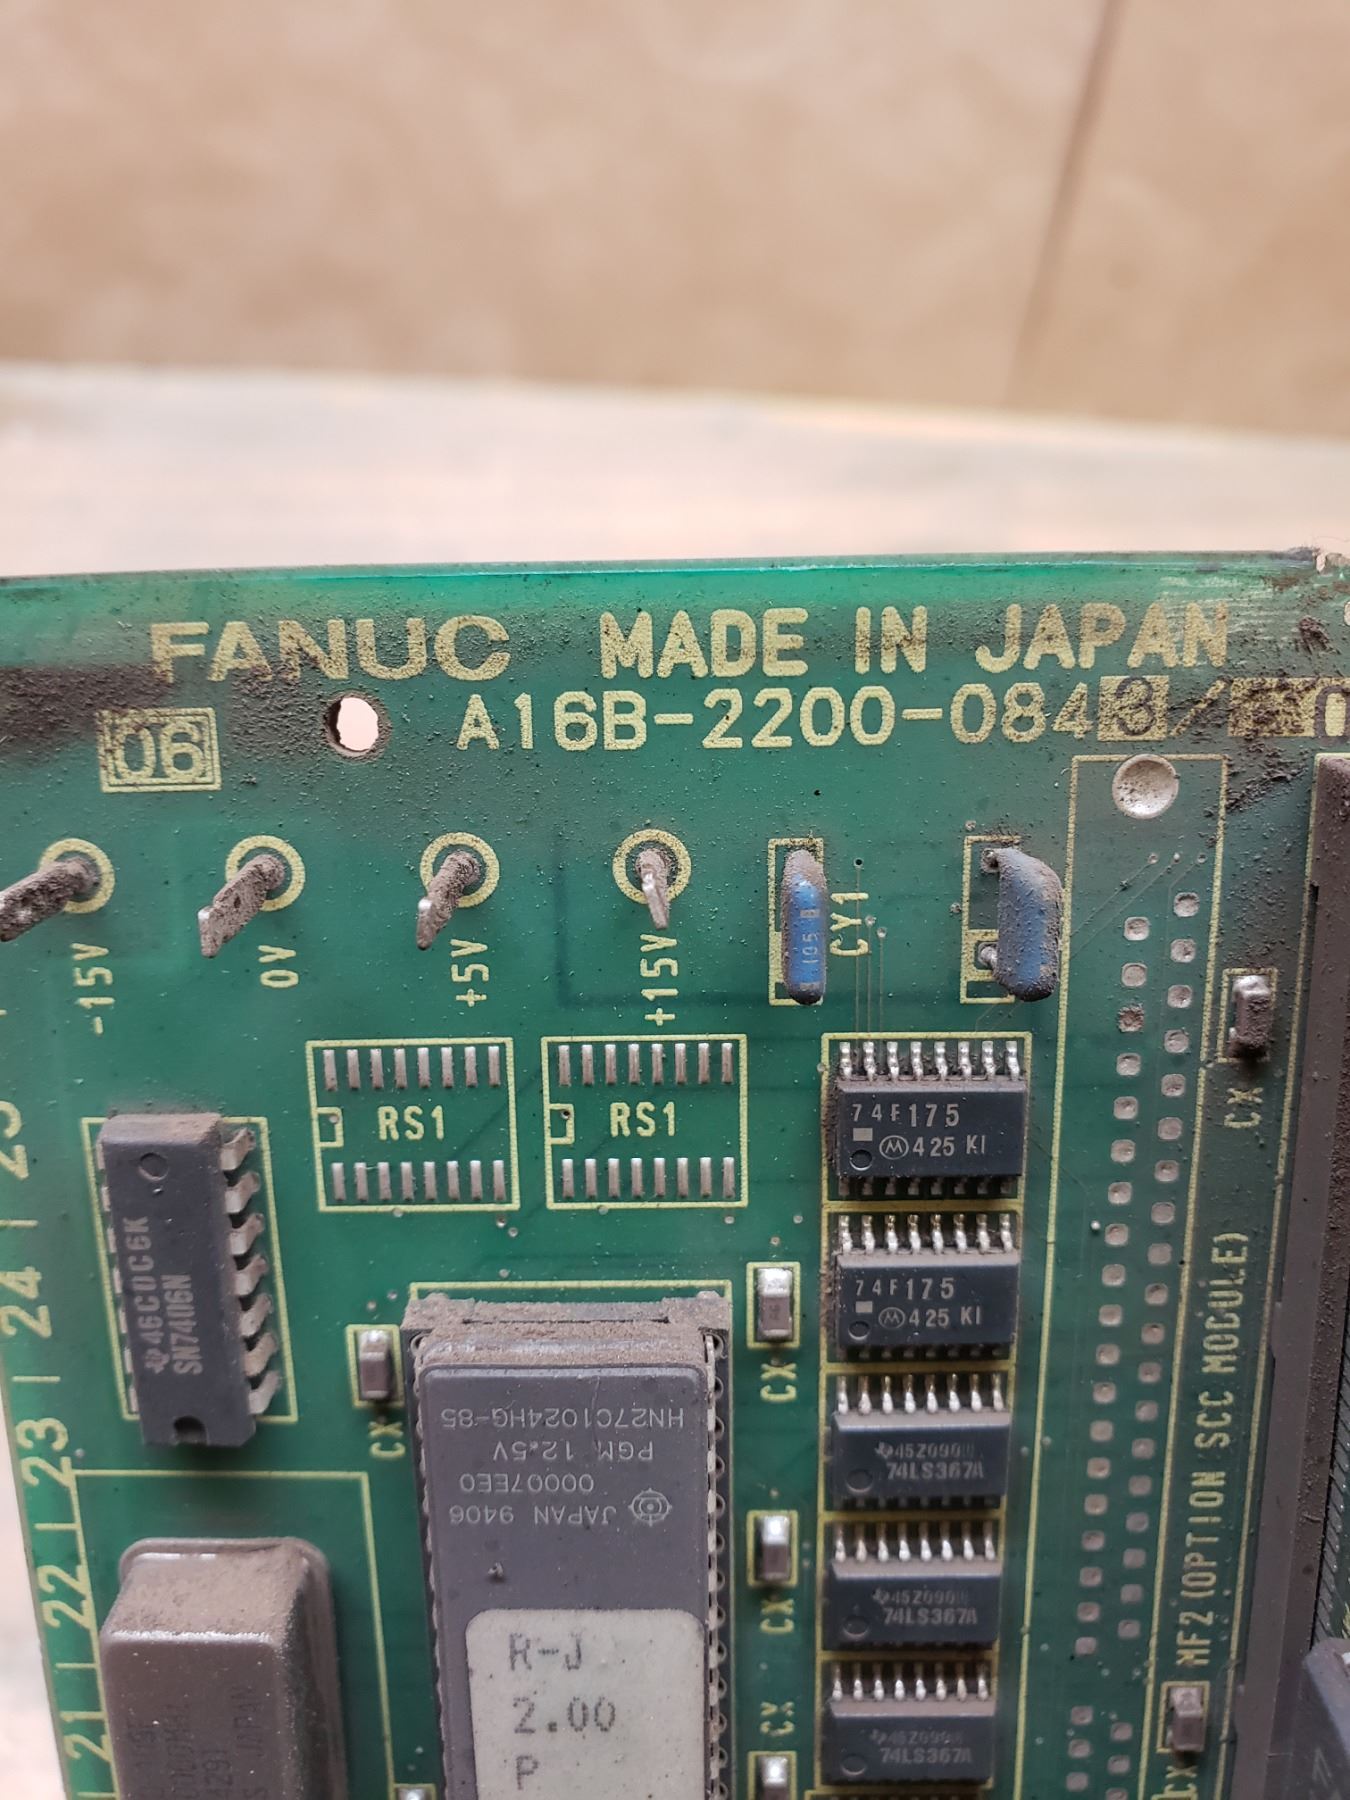 FANUC MADE IN JAPAN
A16B-2200-0843/
06
-15V
0V
+5V
+15V
CY1
RS1
RS1
74F175
M 425 KI
CX
46C0C6K
SN7406N
74F175
M 425 KI
CX
CX
HN27C1024HG-85
PGM 12.5V
00007EE0
JAPAN 9406
74LS367A
74LS367A
74LS367A
CX
CX
CX
MF2(OPTION SCC MODULE)
R-J
2.00
P
24
23
22
21
JAPAN